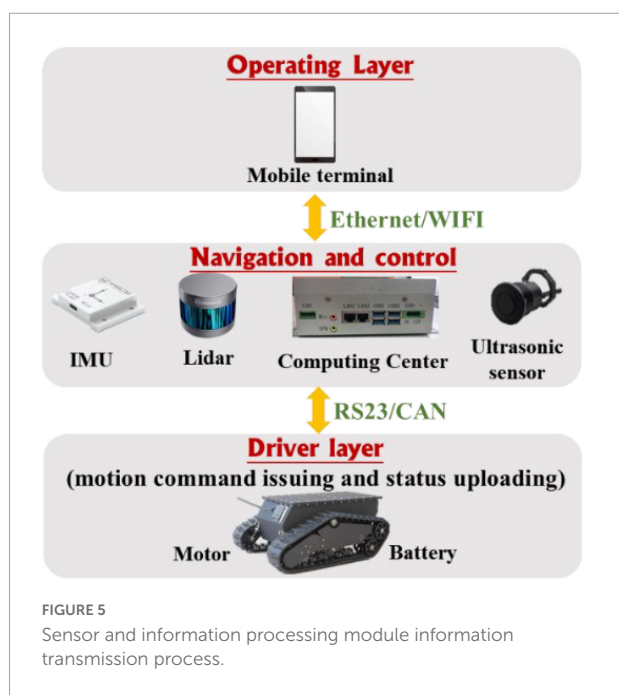 Operating Layer
Mobile terminal
Ethernet/WIFI
Navigation and control
IMU
Lidar
Computing Center
Ultrasonic
sensor
RS23/CAN
Driver layer
(motion command issuing and status uploading)
Motor
Battery
FIGURE 5
Sensor and information processing module information
transmission process.